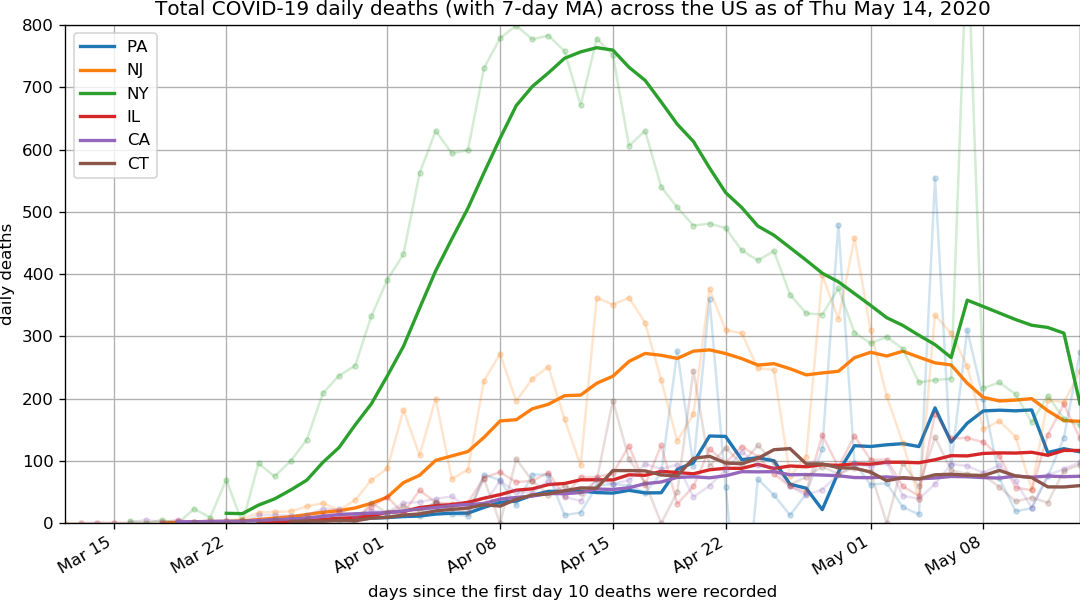 Total COVID-19 daily deaths (with 7-day MA) across the US as of Thu May 14, 2020
800
700
600
500
400
300
200
100
0
daily deaths
PA
NJ
NY
IL
CA
CT
Mar 15
Mar 22
Apr 01
Apr 08
Apr 15
Apr 22
May 01
May 08
days since the first day 10 deaths were recorded